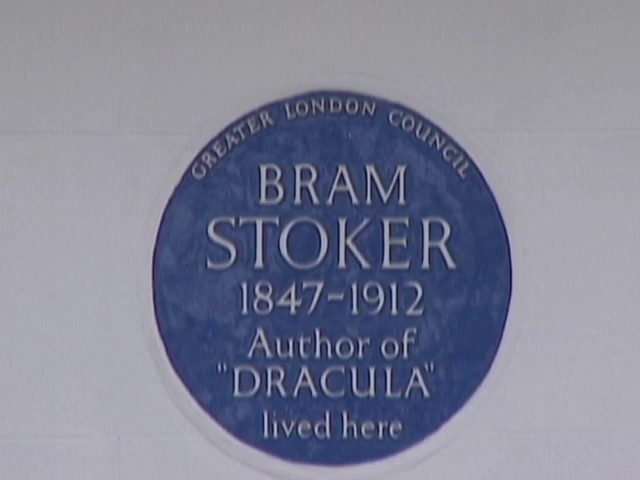 GREATER LONDON COUNCIL
BRAM
STOKER
1847-1912
Author of
"DRACULA"
lived here